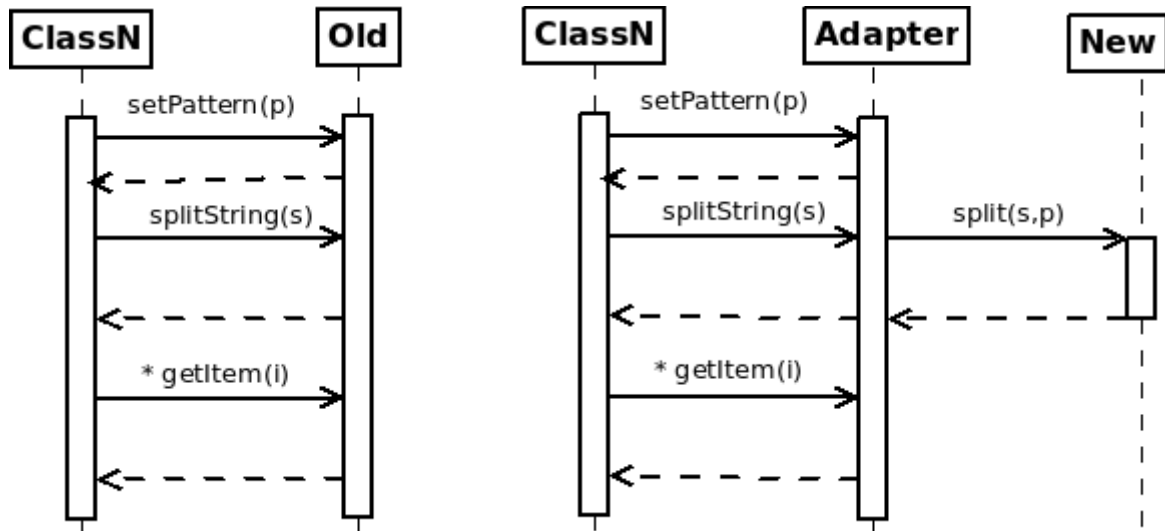 ClassN
Old
setPattern(p)
splitString(s)
* getItem(i)
ClassN
Adapter
New
setPattern(p)
splitString(s)
split(s,p)
* getItem(i)